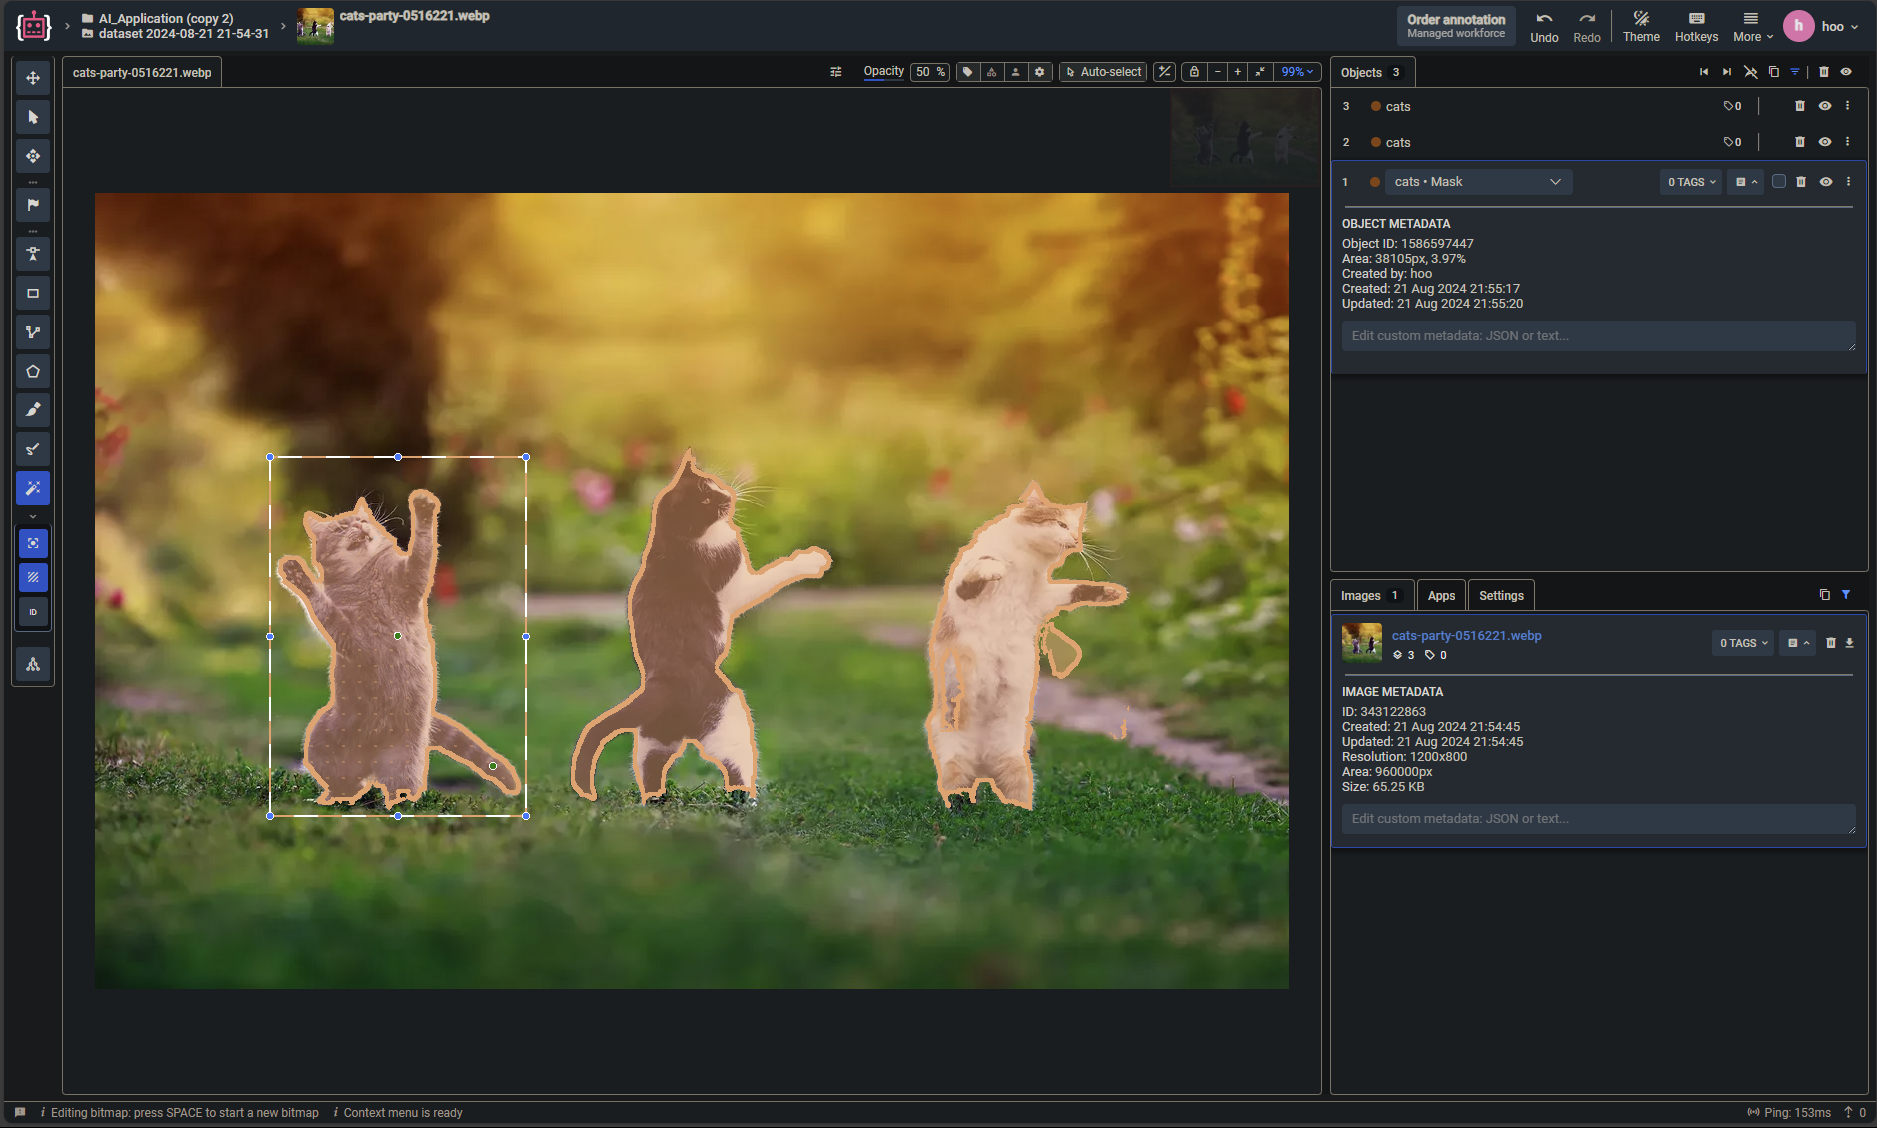 AI_Application (copy 2)
dataset 2024-08-21 21-54-31
cats-party-0516221.webp
Order annotation
Managed workforce
Undo
Redo
Theme
Hotkeys
More
h
hoo
cats-party-0516221.webp
Opacity
50 %
Auto-select
99%
Objects 3
3 cats 0
2 cats 0
1 cats • Mask 0 TAGS
OBJECT METADATA
Object ID: 1586597447
Area: 38105px, 3.97%
Created by: hoo
Created: 21 Aug 2024 21:55:17
Updated: 21 Aug 2024 21:55:20
Edit custom metadata: JSON or text...
ID
Images 1
Apps
Settings
cats-party-0516221.webp
3 0
0 TAGS
IMAGE METADATA
ID: 343122863
Created: 21 Aug 2024 21:54:45
Updated: 21 Aug 2024 21:54:45
Resolution: 1200x800
Area: 960000px
Size: 65.25 KB
Edit custom metadata: JSON or text...
Editing bitmap: press SPACE to start a new bitmap
Context menu is ready
Ping: 153ms
0